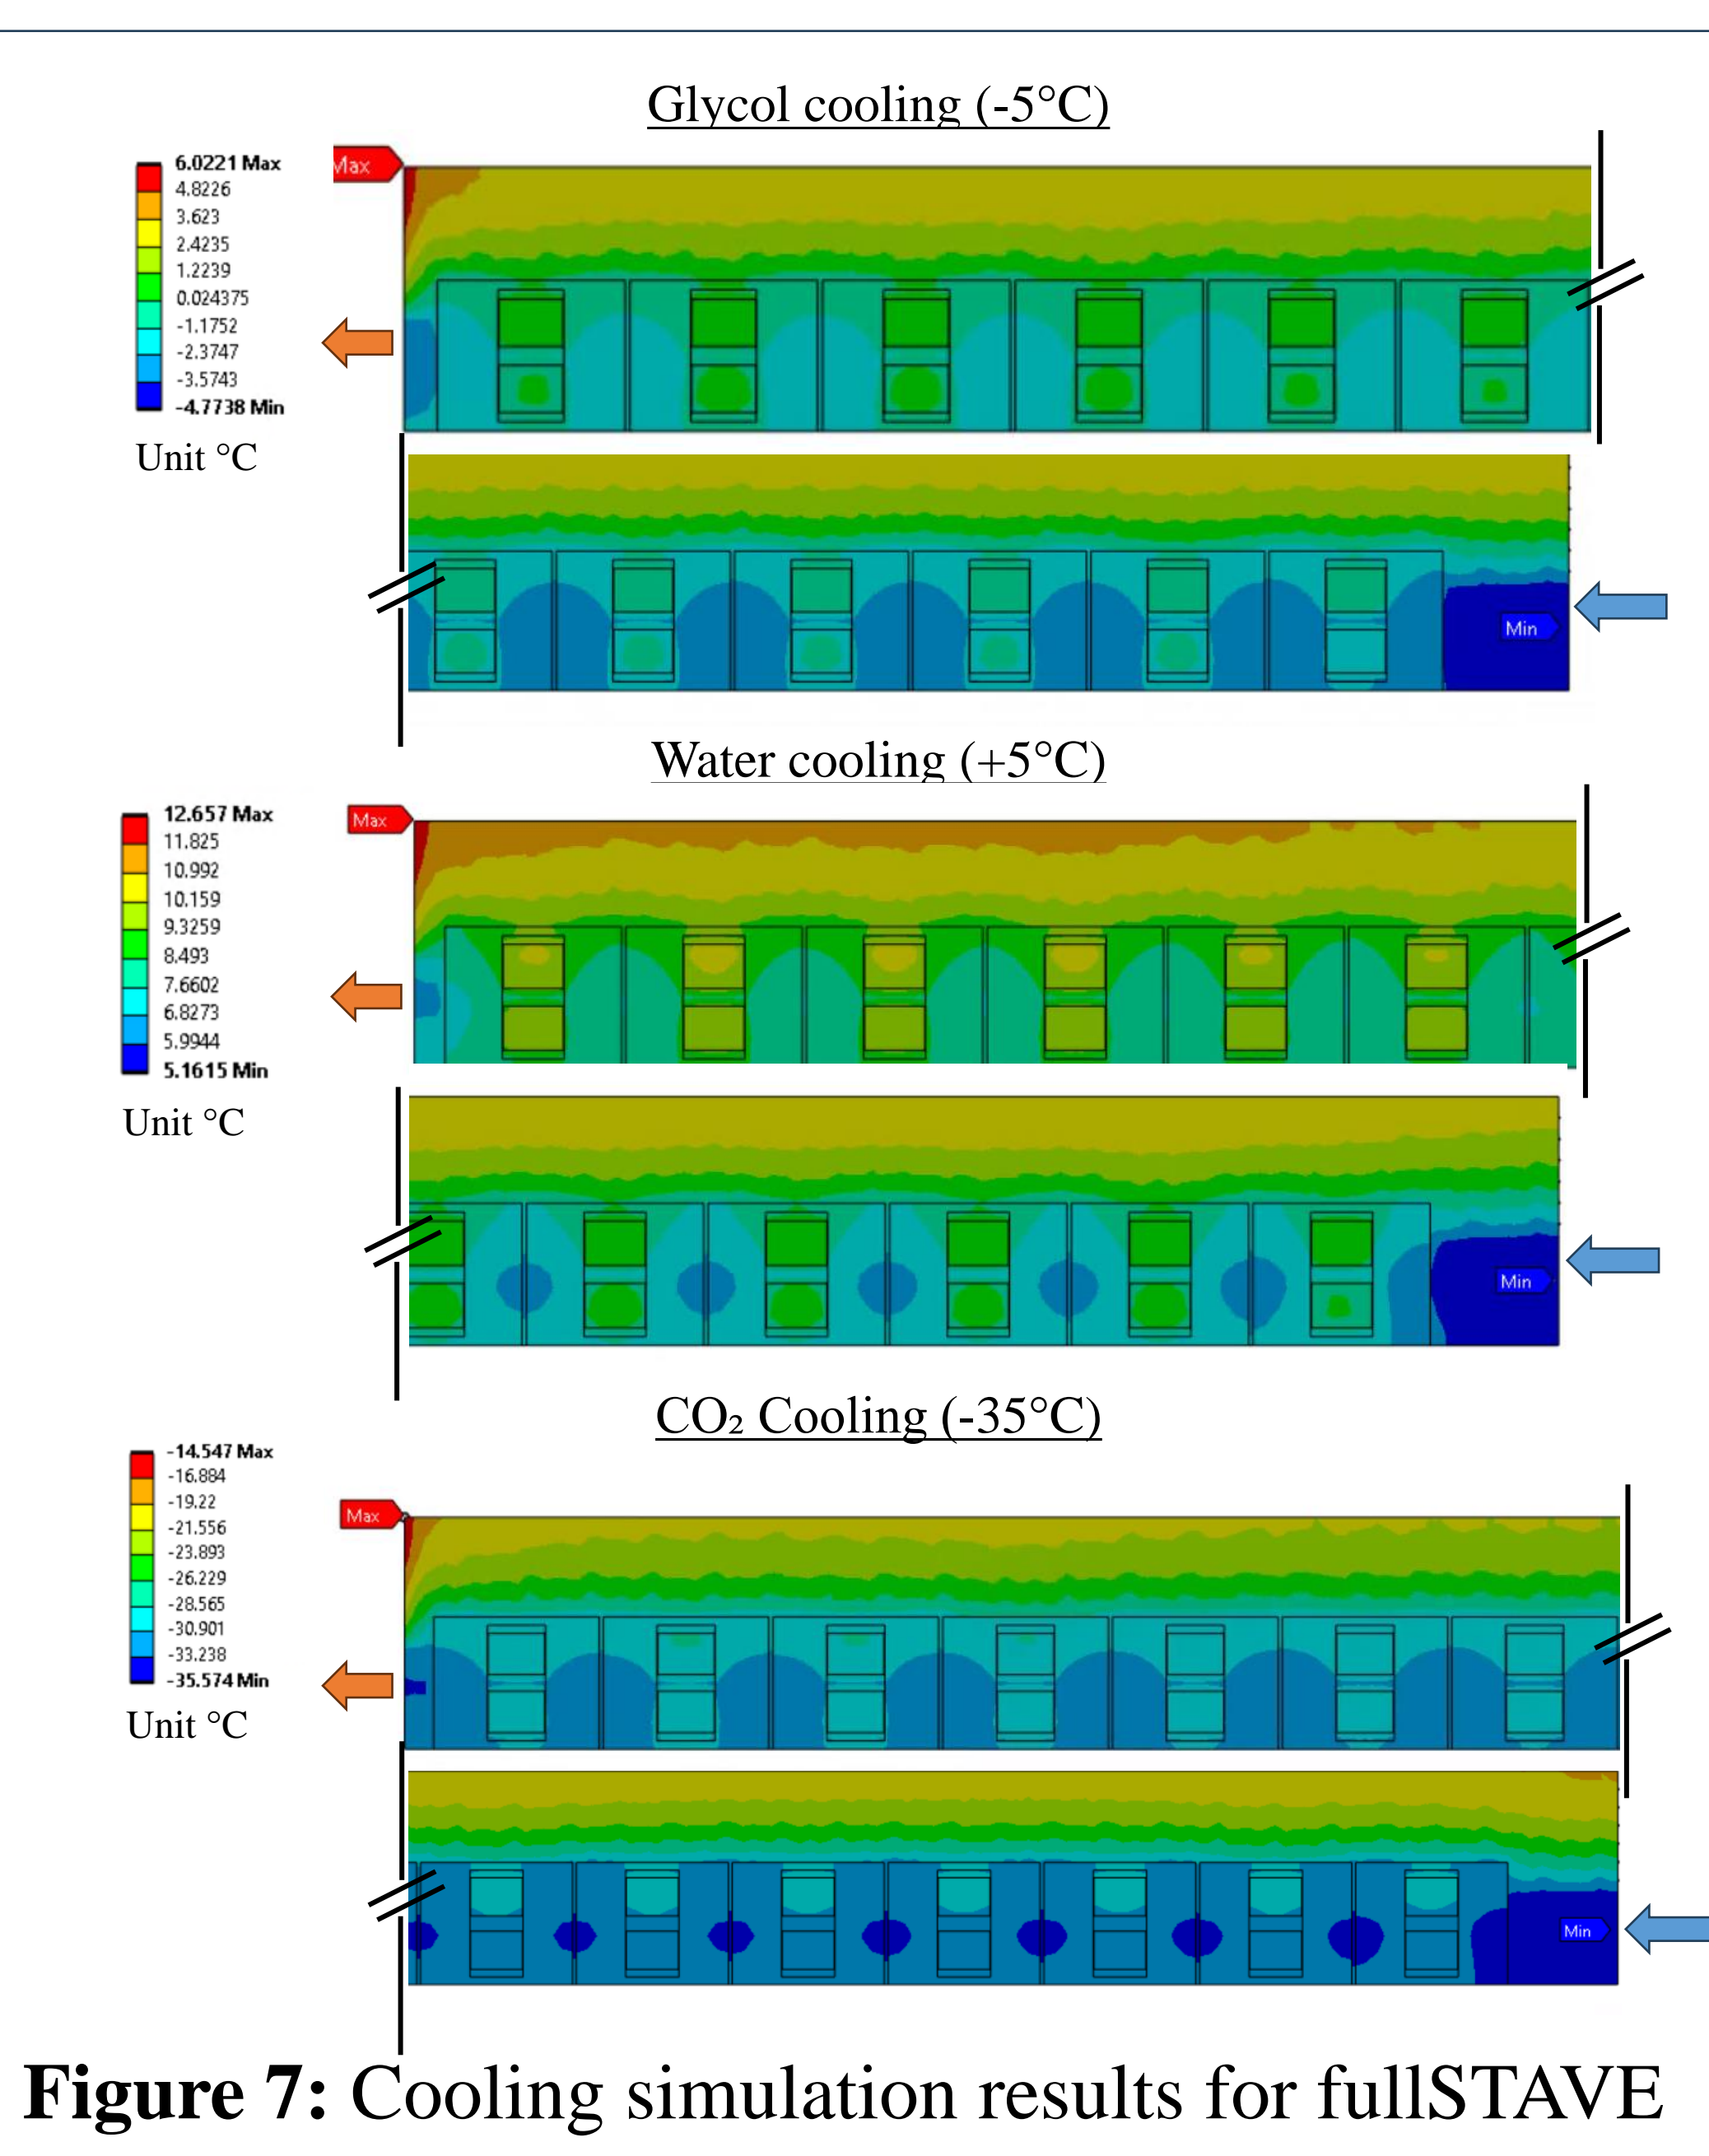 Glycol cooling (-5°C)
Max
6.0221 Max
4.8226
3.623
2.4235
1.2239
0.024375
-1.1752
-2.3747
-3.5743
-4.7738 Min
Unit °C
Min
Water cooling (+5°C)
12.657 Max
Max
11.825
10.992
10.159
9.3259
8.493
7.6602
6.8273
5.9944
5.1615 Min
Unit °C
Min
CO₂ Cooling (-35°C)
-14.547 Max
-16.884
-19.22
Max
-21.556
-23.893
-26.229
-28.565
-30.901
-33.238
-35.574 Min
Unit °C
Min
Figure 7: Cooling simulation results for fullSTAVE